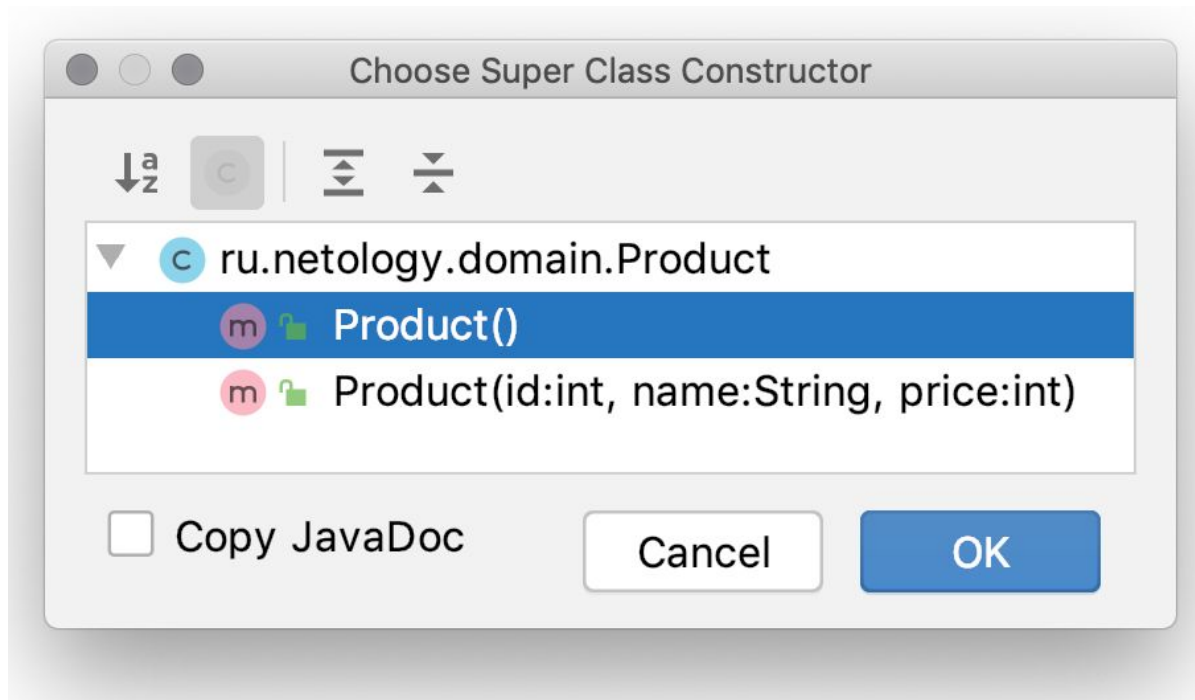 Choose Super Class Constructor
a
z
c
c ru.netology.domain.Product
m Product()
m Product(id:int, name:String, price:int)
Copy JavaDoc
Cancel
OK